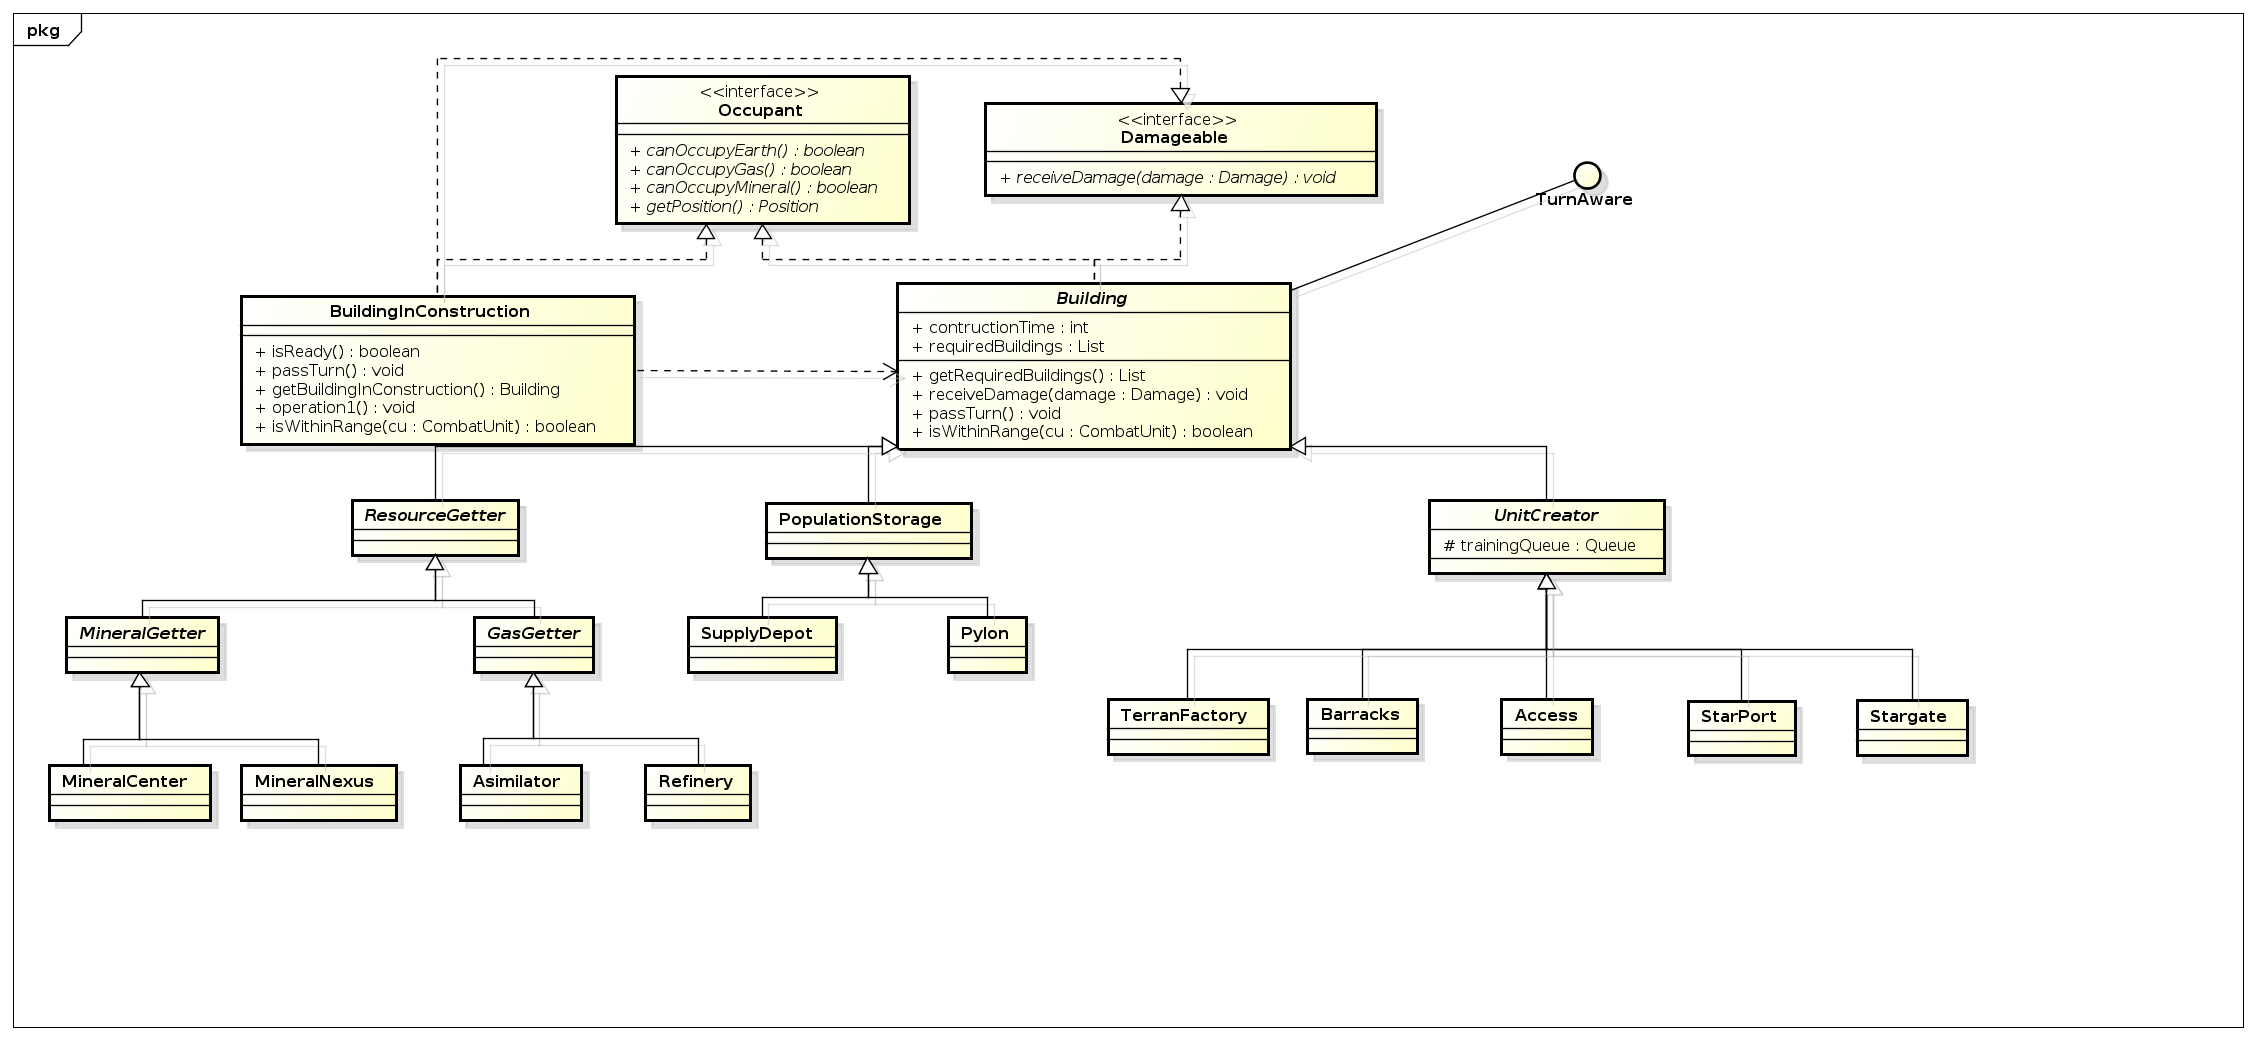 pkg
<<interface>>
Occupant
+ canOccupyEarth() : boolean
+ canOccupyGas() : boolean
+ canOccupyMineral() : boolean
+ getPosition() : Position
<<interface>>
Damageable
+ receiveDamage(damage : Damage) : void
TurnAware
BuildingInConstruction
+ isReady() : boolean
+ passTurn() : void
+ getBuildingInConstruction() : Building
+ operation1() : void
+ isWithinRange(cu : CombatUnit) : boolean
Building
+ contructionTime : int
+ requiredBuildings : List
+ getRequiredBuildings() : List
+ receiveDamage(damage : Damage) : void
+ passTurn() : void
+ isWithinRange(cu : CombatUnit) : boolean
ResourceGetter
PopulationStorage
UnitCreator
# trainingQueue : Queue
MineralGetter
GasGetter
SupplyDepot
Pylon
TerranFactory
Barracks
Access
StarPort
Stargate
MineralCenter
MineralNexus
Asimilator
Refinery